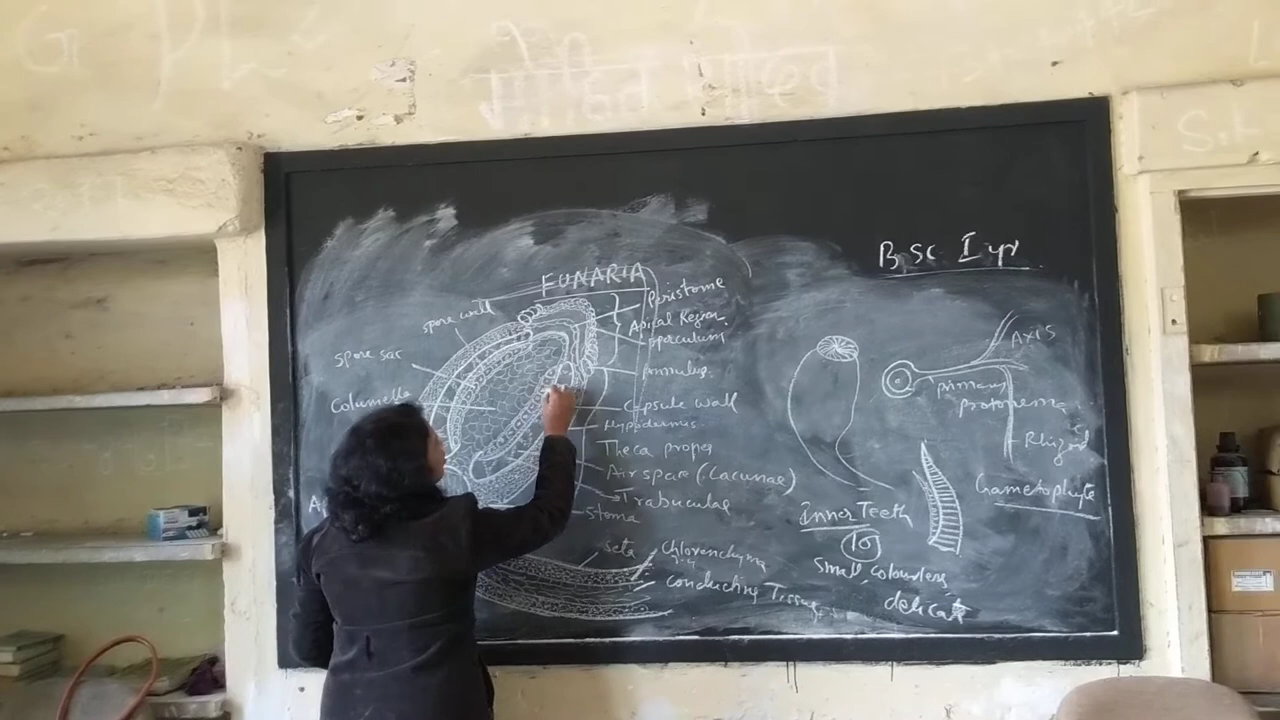 FUNARIA
Peristome
Apical Region
operculum
Annulus
spore wall
spore sac
Columella
Capsule wall
Hypodermis
Theca proper
Air space (Lacunae)
Trabuculae
Stoma
Seta
Chlorenchyma
conducting Tissue
BSC I yr
Axis
primary
protonema
Rhizoid
Gametophyte
inner Teeth
16
Small, colourless,
delicate